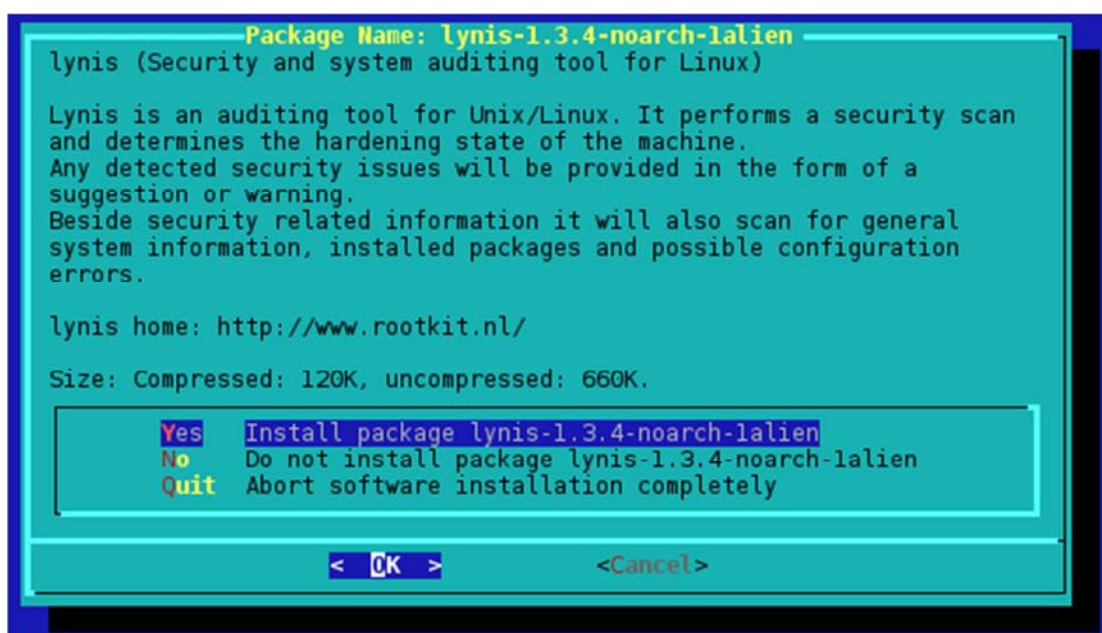 Package Name: lynis-1.3.4-noarch-1alien
lynis (Security and system auditing tool for Linux)
Lynis is an auditing tool for Unix/Linux. It performs a security scan
and determines the hardening state of the machine.
Any detected security issues will be provided in the form of a
suggestion or warning.
Beside security related information it will also scan for general
system information, installed packages and possible configuration
errors.
lynis home: http://www.rootkit.nl/
Size: Compressed: 120K, uncompressed: 660K.
Yes Install package lynis-1.3.4-noarch-1alien
No Do not install package lynis-1.3.4-noarch-1alien
Quit Abort software installation completely
< OK > <Cancel>